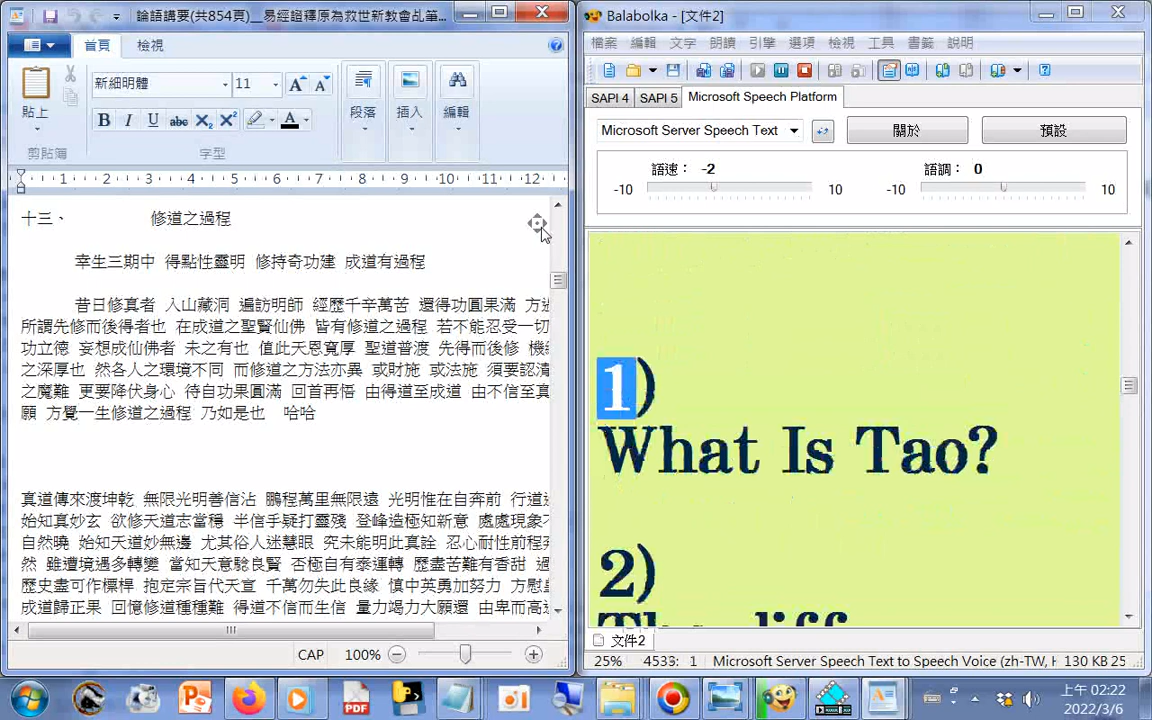 論語講要(共854頁)__易經證釋原為救世新教會乩筆...
首頁 檢視
新細明體 11
貼上
B I U abc X₂ X² A
段落 插入 編輯
剪貼簿 字型
1 2 3 4 5 6 7 8 9 10 11 12
十三、 修道之過程
幸生三期中 得點性靈明 修持奇功建 成道有過程
昔日修真者 入山藏洞 遍訪明師 經歷千辛萬苦 還得功圓果滿 方
所謂先修而後得者也 在成道之聖賢仙佛 皆有修道之過程 若不能忍受一切
功立德 妄想成仙佛者 未之有也 值此天恩寬厚 聖道普渡 先得而後修 機
之深厚也 然各人之環境不同 而修道之方法亦異 或財施 或法施 須要認清
之魔難 更要降伏身心 待自功果圓滿 回首再悟 由得道至成道 由不信至真
願 方覺一生修道之過程 乃如是也 哈哈
真道傳來渡坤乾 無限光明善信沾 鵬程萬里無限遠 光明惟在自奔前 行道
始知真妙玄 欲修天道志當穩 半信半疑打靈殘 登峰造極知新意 處處現象
自然曉 始知天道妙無邊 尤其俗人迷慧眼 究未能明此真詮 忍心耐性前程
然 雖遭境遇多轉變 當知天意騐良賢 否極自有泰運轉 歷盡苦難有香甜
歷史盡可作標桿 抱定宗旨代天宣 千萬勿失此良緣 慎中英勇加努力 方慰
成道歸正果 回憶修道種種難 得道不信而生信 量力竭力大願還 由卑而高
CAP 100%
Balabolka - [文件2]
檔案 編輯 文字 朗讀 引擎 選項 檢視 工具 書籤 說明
SAPI 4 SAPI 5 Microsoft Speech Platform
Microsoft Server Speech Text 關於 預設
語速： -2 語調： 0
-10 10 -10 10
1)
What Is Tao?
2)
文件2
25% 4533: 1 Microsoft Server Speech Text to Speech Voice (zh-TW, H 130 KB 25
上午 02:22
2022/3/6